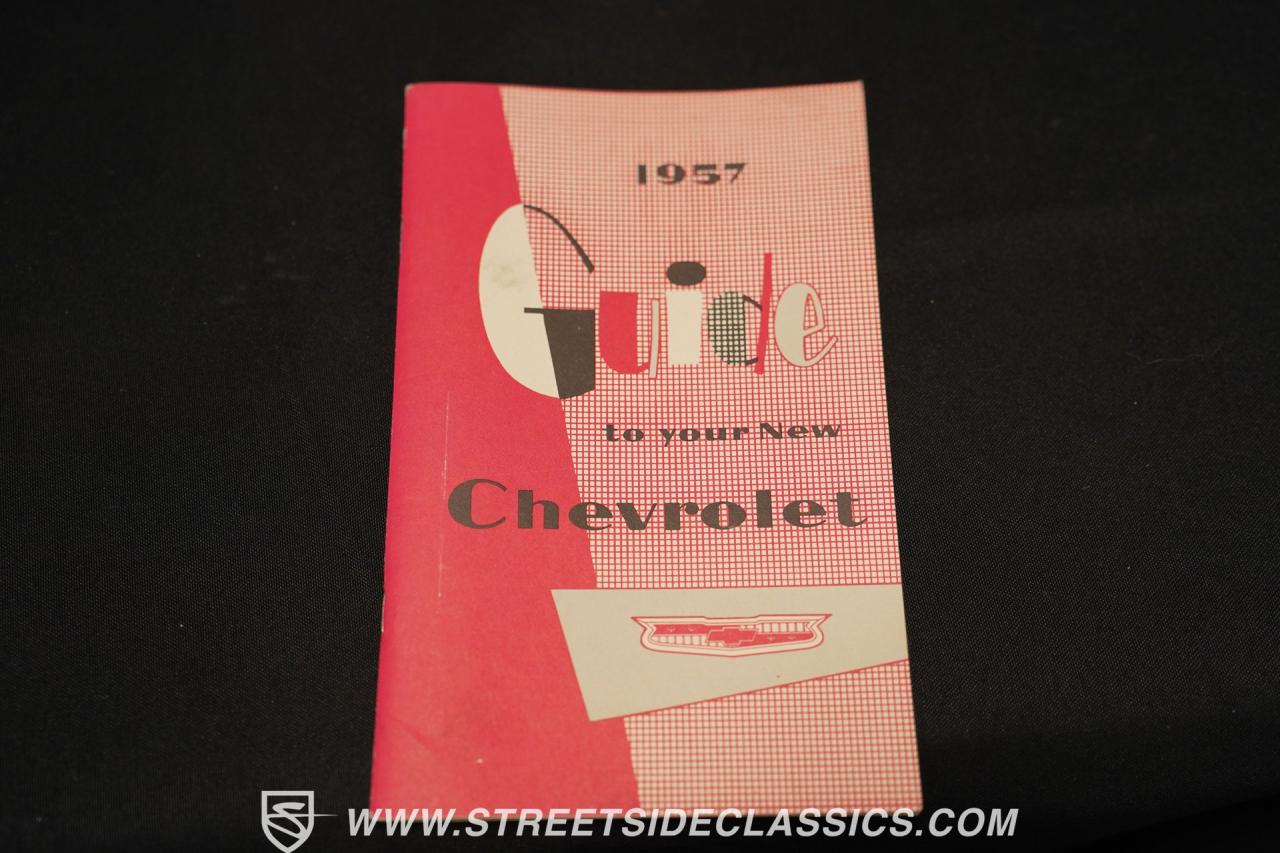 1957
Guide
to your New
Chevrolet
WWW.STREETSIDECLASSICS.COM